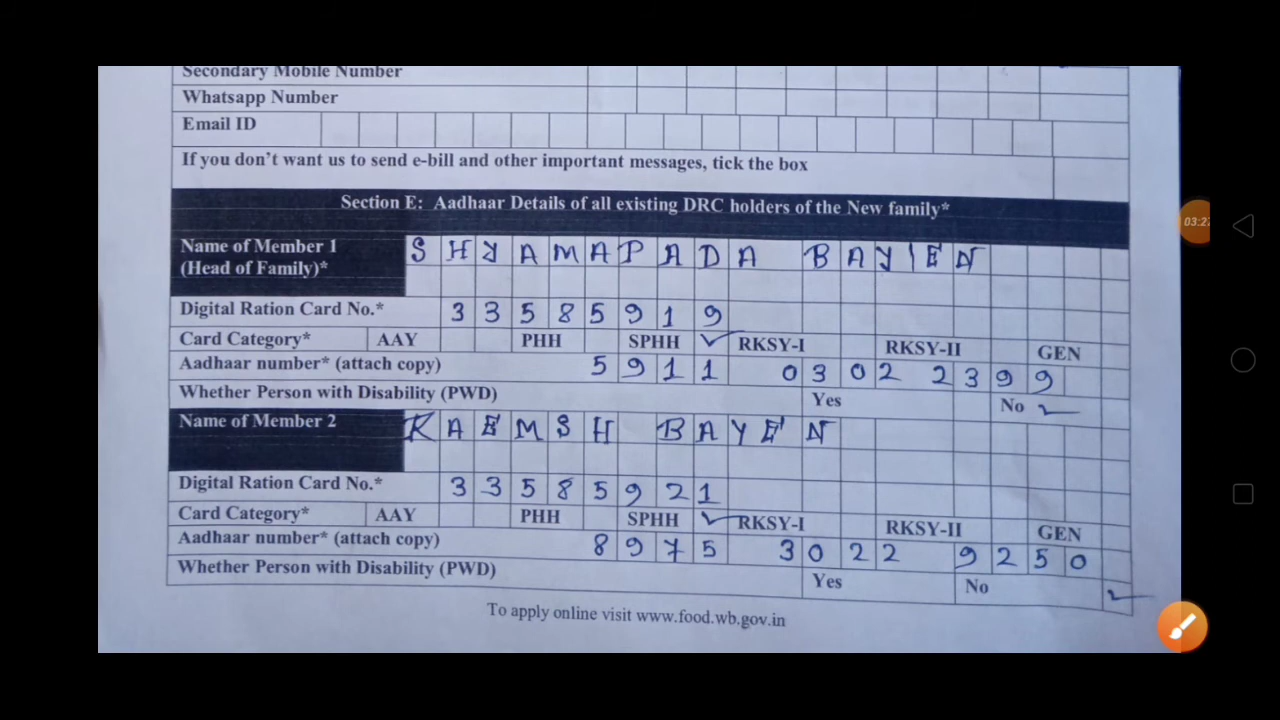 Secondary Mobile Number
Whatsapp Number
Email ID
If you don't want us to send e-bill and other important messages, tick the box
Section E: Aadhaar Details of all existing DRC holders of the New family*
Name of Member 1 SHYAMAPADA BAYIEN
(Head of Family)*
Digital Ration Card No.* 33585919
Card Category* AAY PHH SPHH ✓ RKSY-I RKSY-II GEN
Aadhaar number* (attach copy) 5911 0302 2399
Whether Person with Disability (PWD) Yes No ✓
Name of Member 2 KAEMSH BAYEN
Digital Ration Card No.* 33585921
Card Category* AAY PHH SPHH ✓ RKSY-I RKSY-II GEN
Aadhaar number* (attach copy) 8975 3022 9250
Whether Person with Disability (PWD) Yes No ✓
To apply online visit www.food.wb.gov.in